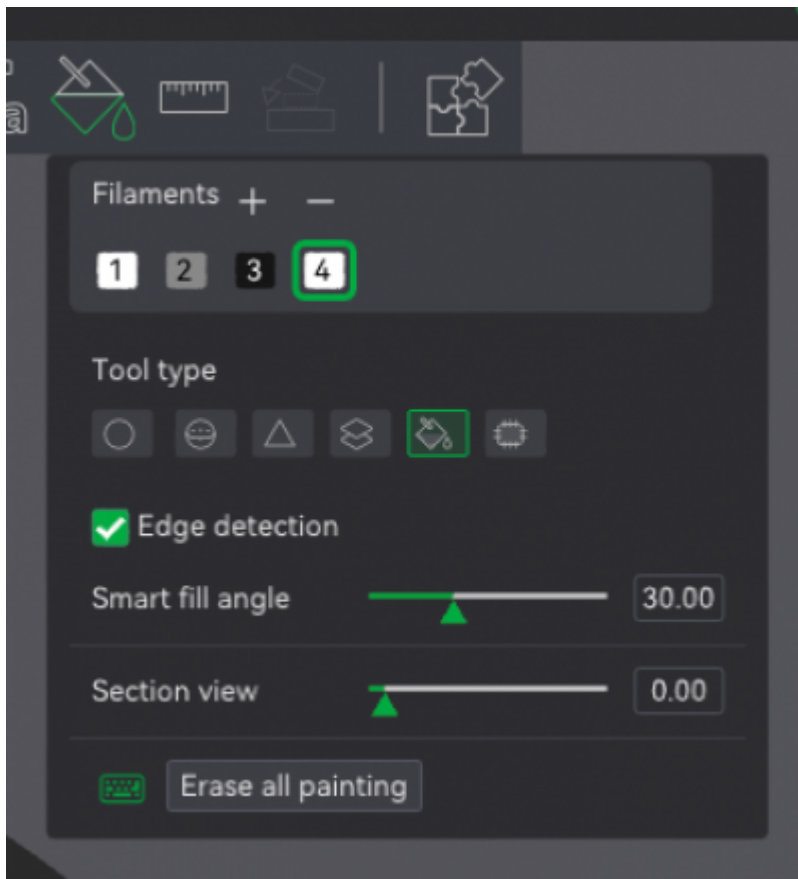 a
Filaments + −
1 2 3 4
Tool type
Edge detection
Smart fill angle 30.00
Section view 0.00
Erase all painting